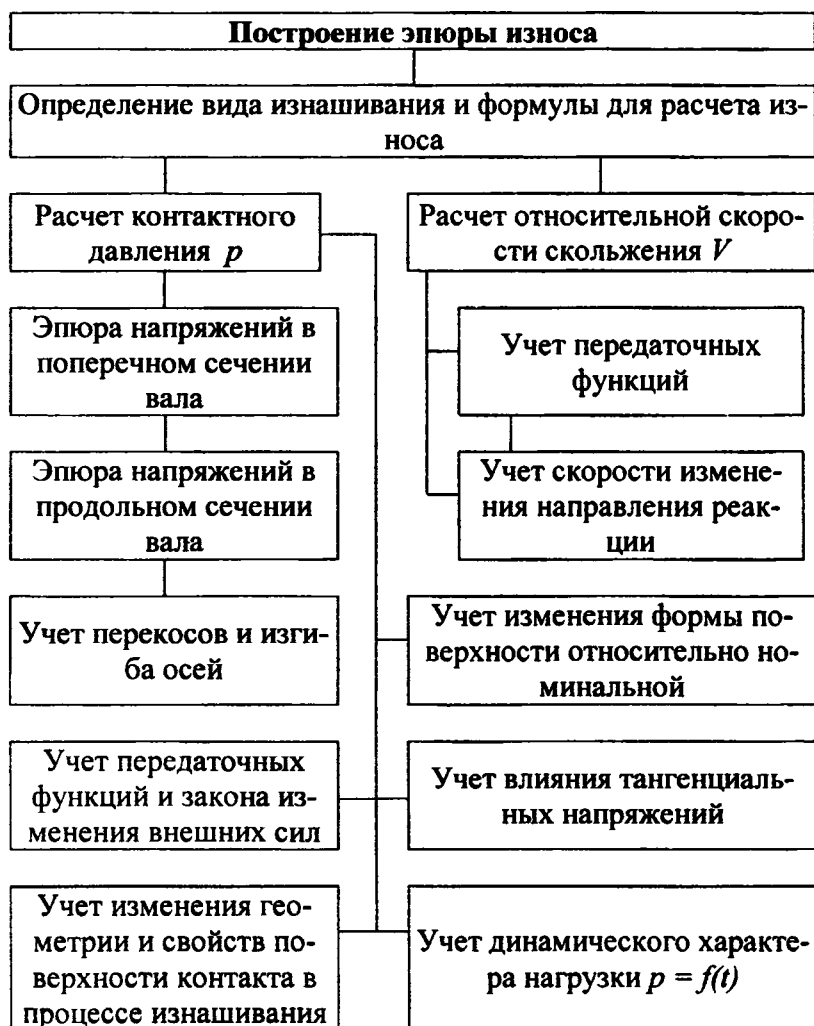 Построение эпюры износа
Определение вида изнашивания и формулы для расчета из-
носа
Расчет контактного
давления p
Расчет относительной скоро-
сти скольжения V
Эпюра напряжений в
поперечном сечении
вала
Учет передаточных
функций
Эпюра напряжений в
продольном сечении
вала
Учет скорости измене-
ния направления реак-
ции
Учет перекосов и изги-
ба осей
Учет изменения формы по-
верхности относительно но-
минальной
Учет передаточных
функций и закона из-
менения внешних сил
Учет влияния тангенциаль-
ных напряжений
Учет изменения гео-
метрии и свойств по-
верхности контакта в
процессе изнашивания
Учет динамического характе-
ра нагрузки p = f(t)